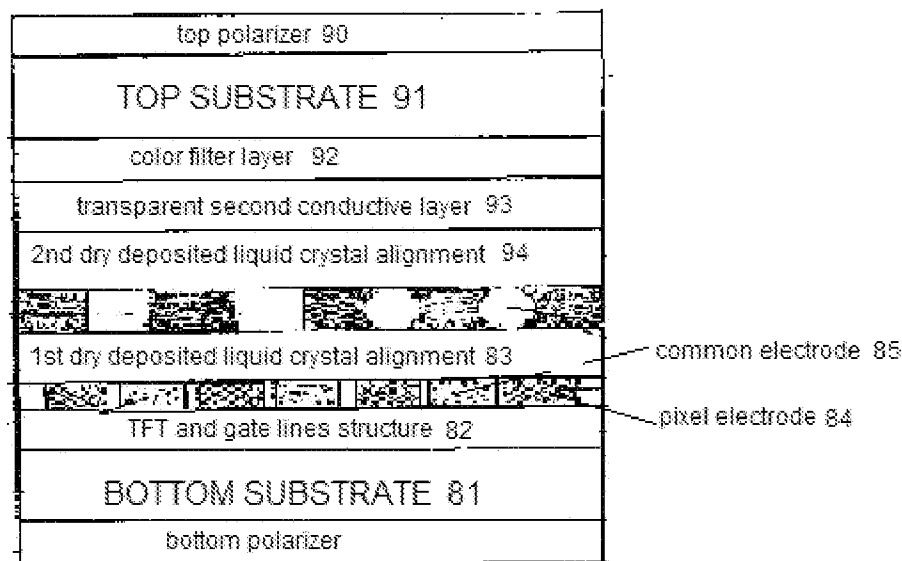 top polarizer 90
TOP SUBSTRATE 91
color filter layer 92
transparent second conductive layer 93
2nd dry deposited liquid crystal alignment 94
1st dry deposited liquid crystal alignment 83
common electrode 85
pixel electrode 84
TFT and gate lines structure 82
BOTTOM SUBSTRATE 81
bottom polarizer